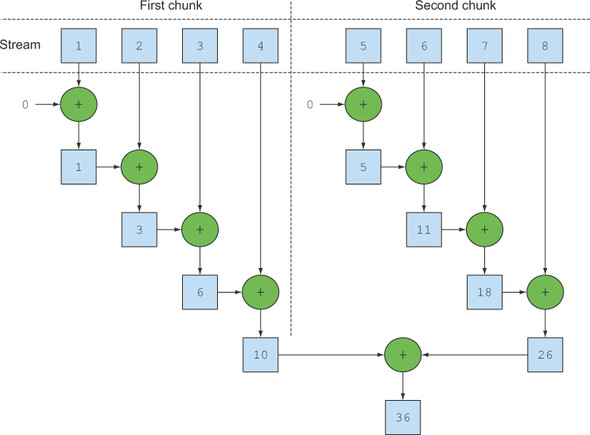 First chunk Second chunk
Stream 1 2 3 4 5 6 7 8
0 + 0 +
1 + 5 +
3 + 11 +
6 + 18 +
10 + 26
36